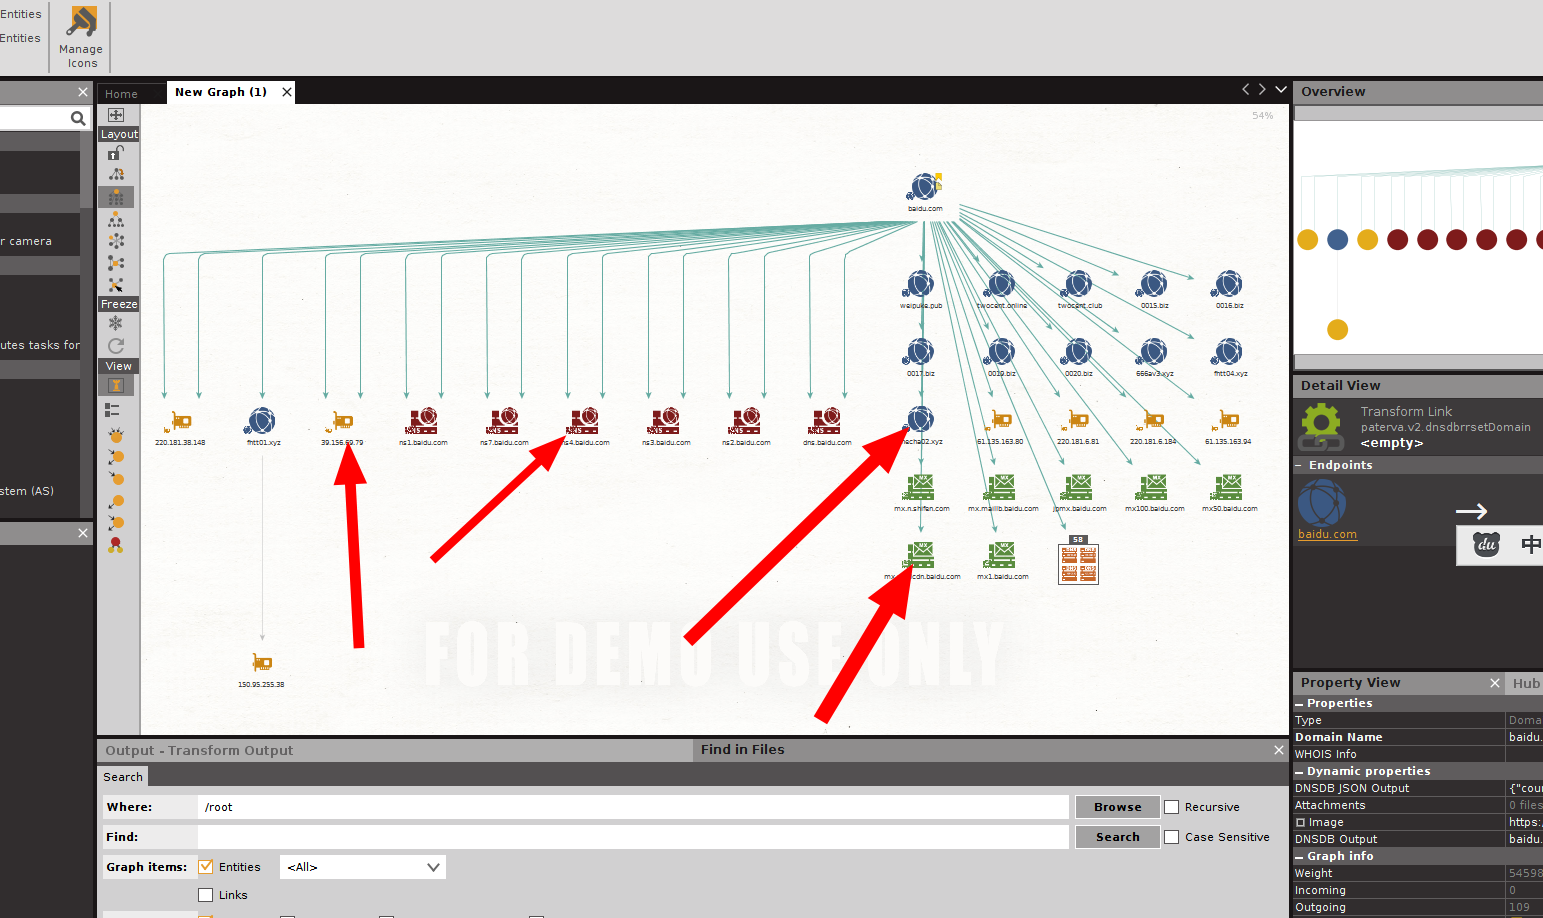 Entities
Entities
Manage
Icons
Home
New Graph (1)
r camera
utes tasks for
stem (AS)
Layout
Freeze
View
54%
baidu.com
weipuke.pub
twocent.online
twocent.club
0015.biz
0016.biz
0017.biz
0019.biz
0020.biz
666av3.xyz
fhtt04.xyz
220.181.38.148
fhtt01.xyz
39.156.69.79
ns1.baidu.com
ns7.baidu.com
ns4.baidu.com
ns3.baidu.com
ns2.baidu.com
dns.baidu.com
necha02.xyz
61.135.163.80
220.181.6.81
220.181.6.184
61.135.163.94
MX
mx.n.shifen.com
mx.maillb.baidu.com
jpmx.baidu.com
mx100.baidu.com
mx50.baidu.com
cdn.baidu.com
mx1.baidu.com
58
150.95.255.38
FOR DEMO USE ONLY
Overview
Detail View
Transform Link
paterva.v2.dnsdbrrsetDomain
<empty>
Endpoints
baidu.com
du 中
Property View
Hub
Properties
Type Doma
Domain Name baidu.
WHOIS Info
Dynamic properties
DNSDB JSON Output {"cou
Attachments 0 files
Image https:
DNSDB Output baidu.
Graph info
Weight 54598
Incoming 0
Outgoing 109
Output - Transform Output
Find in Files
Search
Where: /root Browse Recursive
Find: Search Case Sensitive
Graph items: Entities <All>
Links